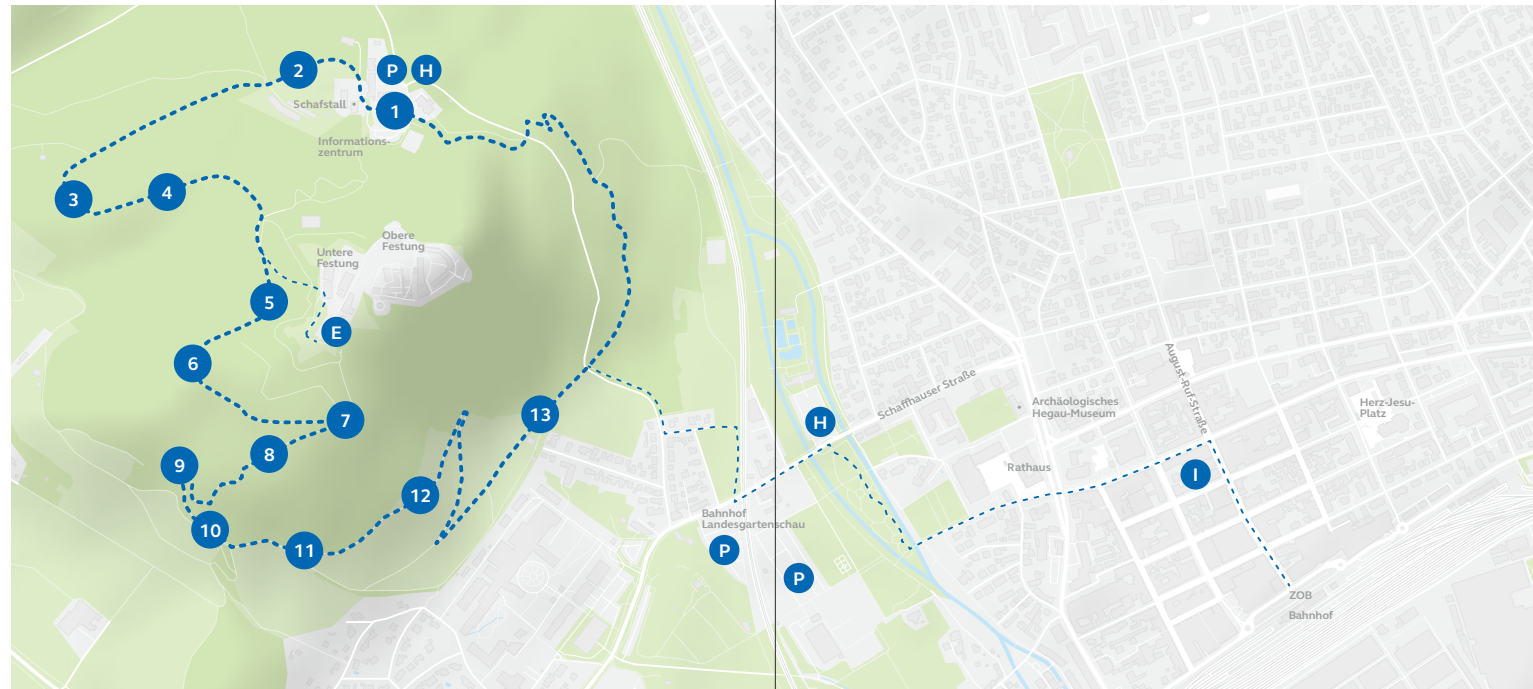 2
P
H
Schafstall
1
Informations-
zentrum
3
4
Obere
Festung
Untere
Festung
5
E
6
7
8
9
10
11
12
13
H
Schaffhauser Straße
August-Ruf-Straße
Archäologisches
Hegau-Museum
Herz-Jesu-
Platz
Rathaus
I
Bahnhof
Landesgartenschau
P
P
ZOB
Bahnhof